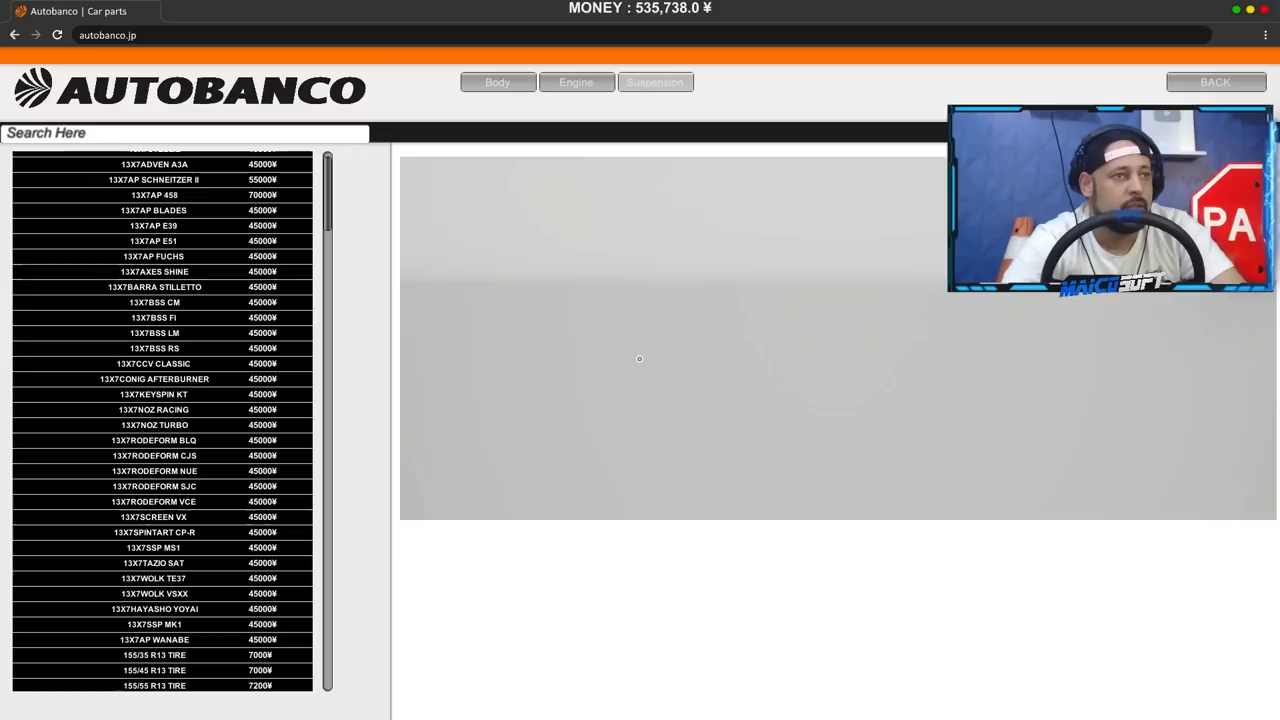 MONEY : 535,738.0 ¥
Autobanco | Car parts
autobanco.jp
AUTOBANCO
Body
Engine
Suspension
BACK
Search Here
13X7ADVEN A3A 45000¥
13X7AP SCHNEITZER II 55000¥
13X7AP 458 70000¥
13X7AP BLADES 45000¥
13X7AP E39 45000¥
13X7AP E51 45000¥
13X7AP FUCHS 45000¥
13X7AXES SHINE 45000¥
13X7BARRA STILLETTO 45000¥
13X7BSS CM 45000¥
13X7BSS FI 45000¥
13X7BSS LM 45000¥
13X7BSS RS 45000¥
13X7CCV CLASSIC 45000¥
13X7CONIG AFTERBURNER 45000¥
13X7KEYSPIN KT 45000¥
13X7NOZ RACING 45000¥
13X7NOZ TURBO 45000¥
13X7RODEFORM BLQ 45000¥
13X7RODEFORM CJS 45000¥
13X7RODEFORM NUE 45000¥
13X7RODEFORM SJC 45000¥
13X7RODEFORM VCE 45000¥
13X7SCREEN VX 45000¥
13X7SPINTART CP-R 45000¥
13X7SSP MS1 45000¥
13X7TAZIO SAT 45000¥
13X7WOLK TE37 45000¥
13X7WOLK VSXX 45000¥
13X7HAYASHO YOYAI 45000¥
13X7SSP MK1 45000¥
13X7AP WANABE 45000¥
155/35 R13 TIRE 7000¥
155/45 R13 TIRE 7000¥
155/55 R13 TIRE 7200¥
PA
MAICOSOFT